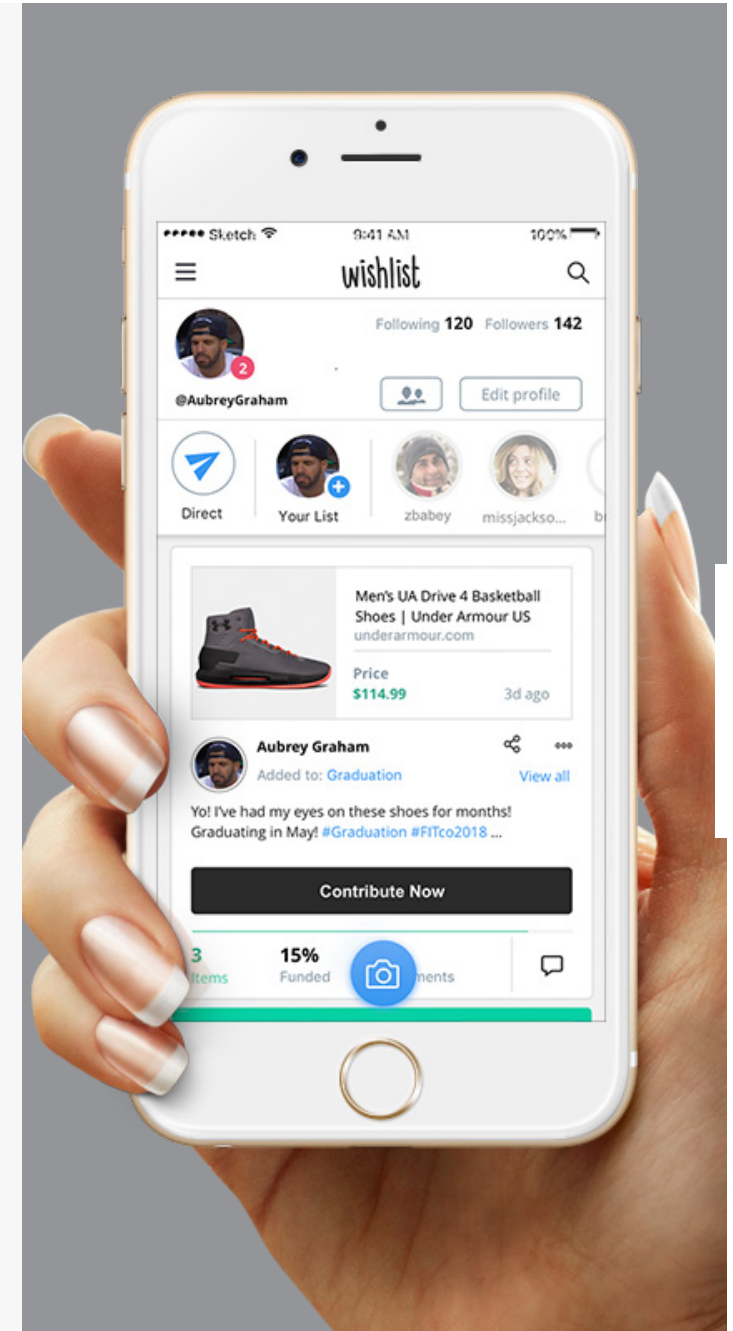 Sketch 9:41 AM 100%
wishlist
Following 120 Followers 142
2
@AubreyGraham
Edit profile
Direct
Your List
zbabey
missjackso...
Men's UA Drive 4 Basketball
Shoes | Under Armour US
underarmour.com
Price
$114.99 3d ago
Aubrey Graham
Added to: Graduation View all
Yo! I've had my eyes on these shoes for months!
Graduating in May! #Graduation #FITco2018 ...
Contribute Now
3 15%
Items Funded ments